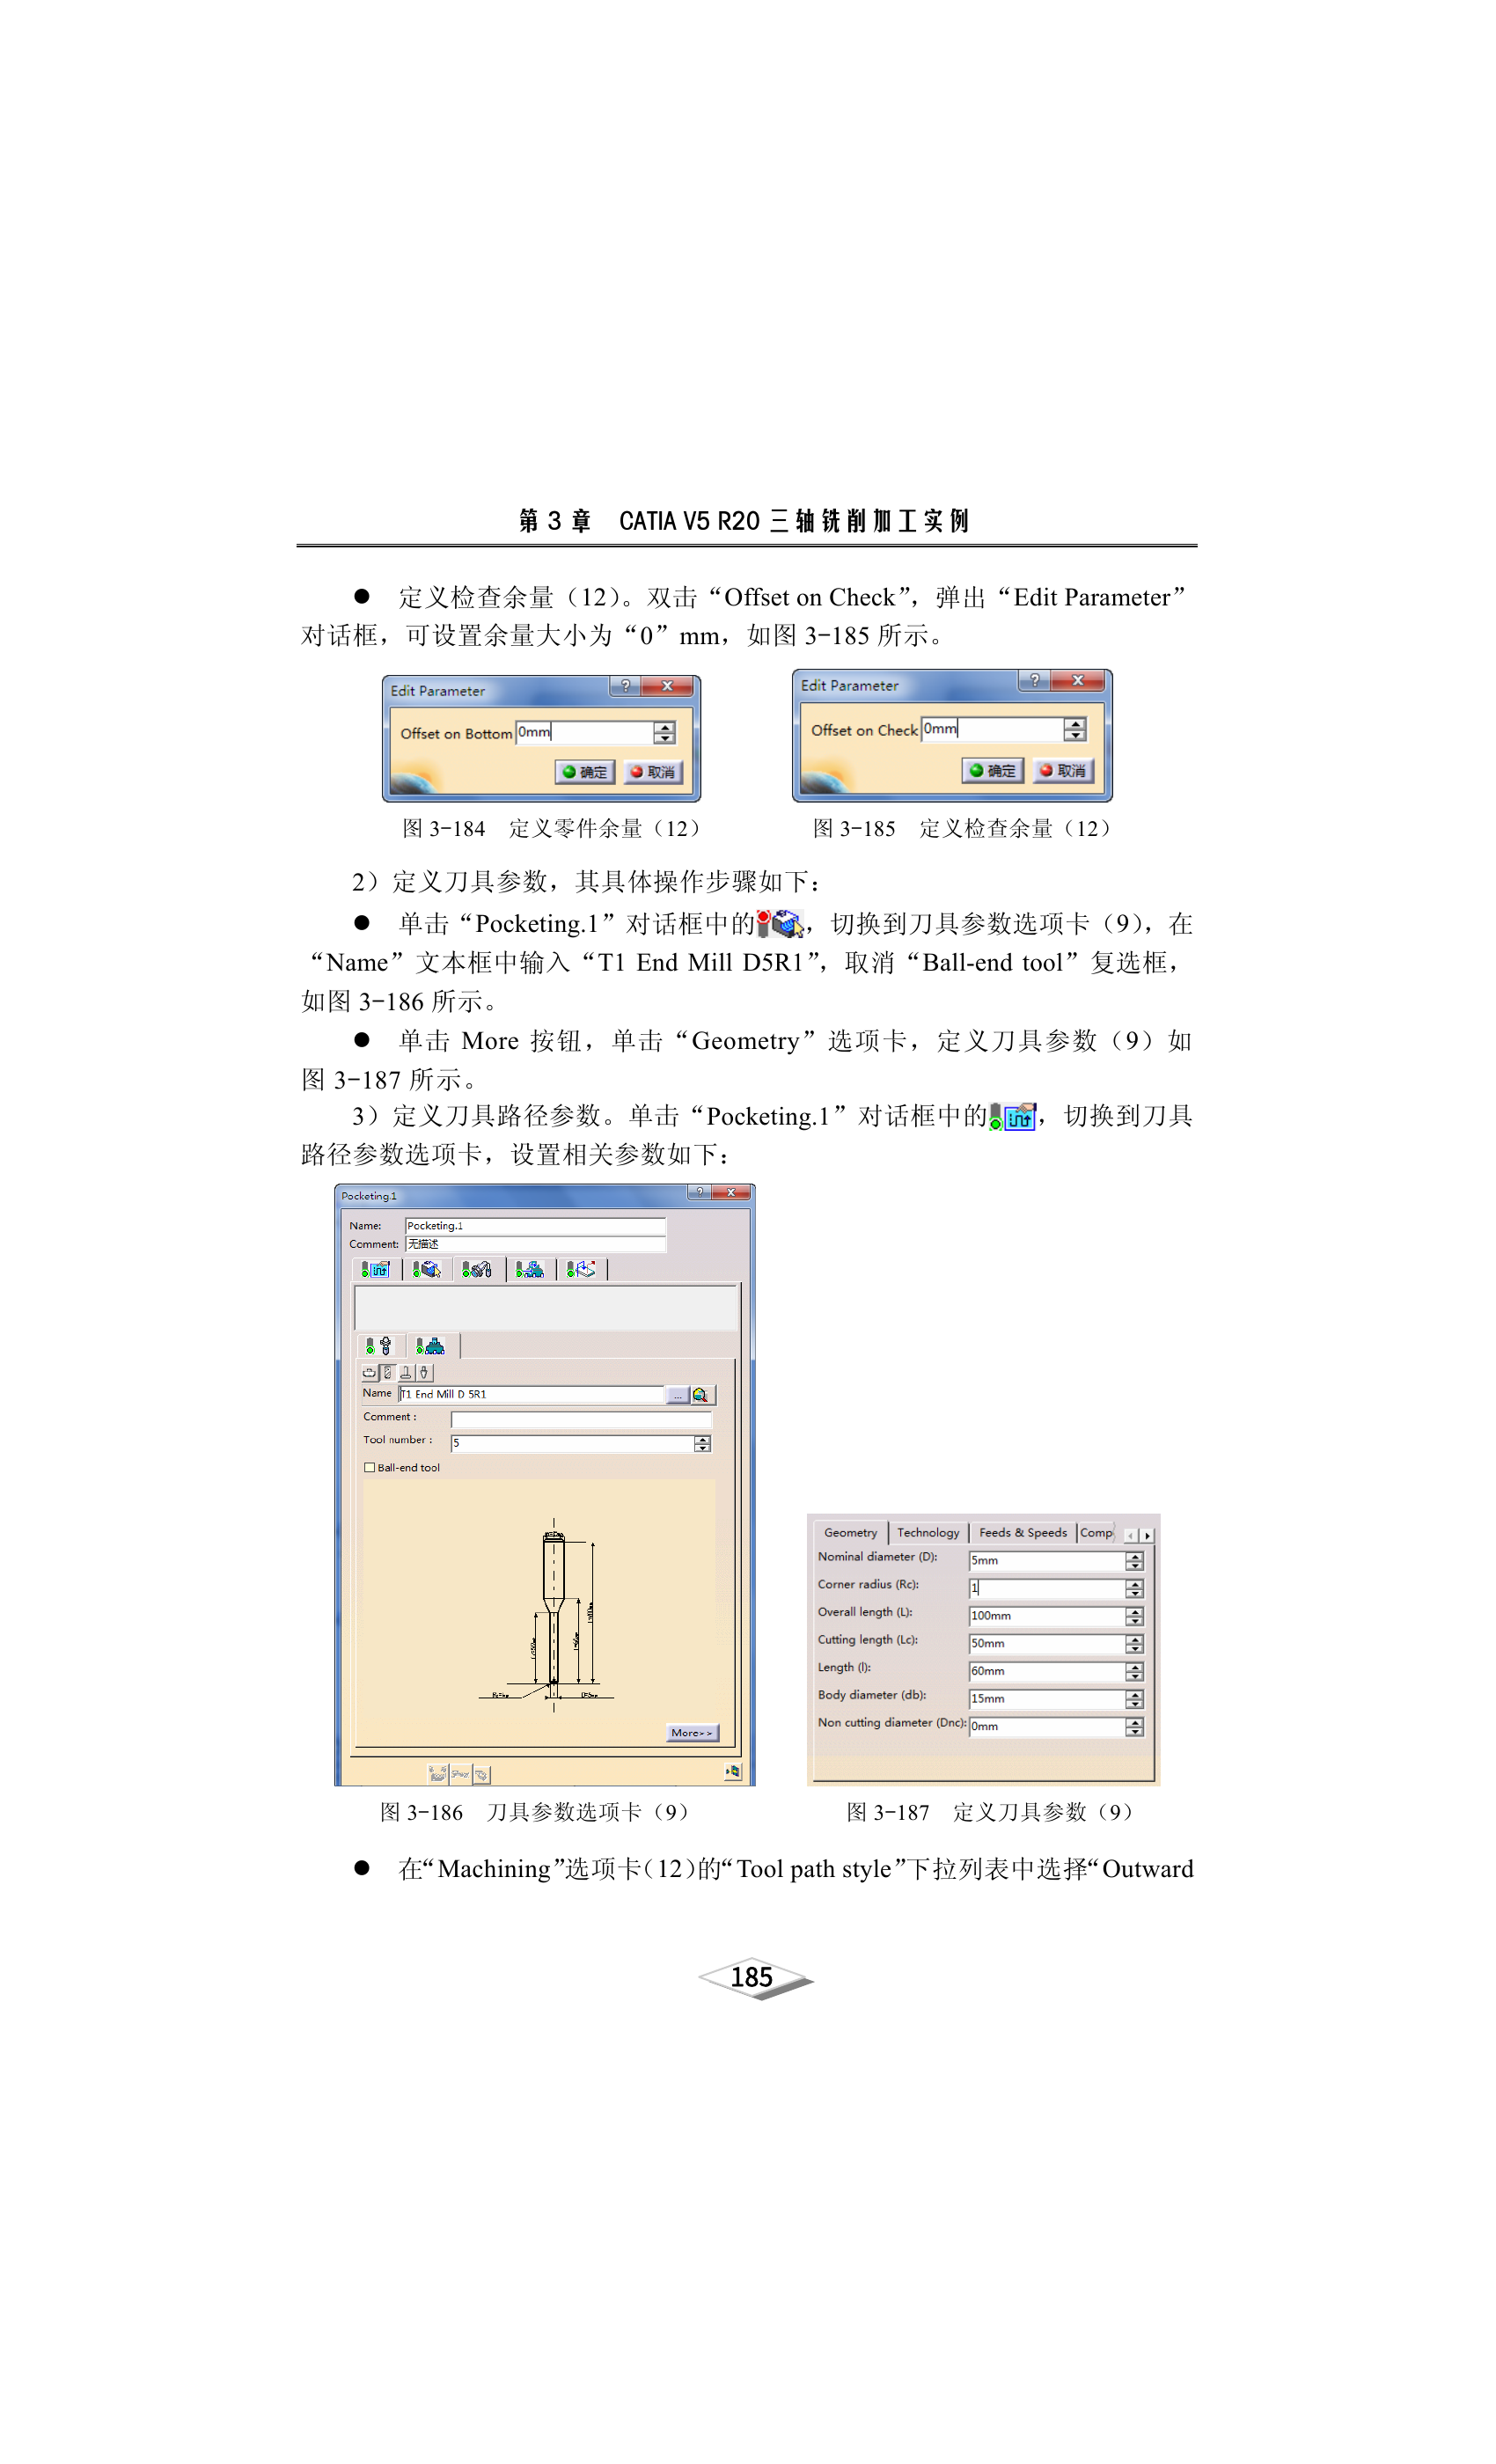 第 3 章 CATIA V5 R20 三轴铣削加工实例
● 定义检查余量（12）。双击“Offset on Check”，弹出“Edit Parameter”
对话框，可设置余量大小为“0”mm，如图 3-185 所示。
Edit Parameter
Offset on Bottom 0mm
确定 取消
Edit Parameter
Offset on Check 0mm
确定 取消
图 3-184 定义零件余量（12）
图 3-185 定义检查余量（12）
2）定义刀具参数，其具体操作步骤如下：
● 单击“Pocketing.1”对话框中的，切换到刀具参数选项卡（9），在
“Name”文本框中输入“T1 End Mill D5R1”，取消“Ball-end tool”复选框，
如图 3-186 所示。
● 单击 More 按钮，单击“Geometry”选项卡，定义刀具参数（9）如
图 3-187 所示。
3）定义刀具路径参数。单击“Pocketing.1”对话框中的，切换到刀具
路径参数选项卡，设置相关参数如下：
Pocketing.1
Name: Pocketing.1
Comment: 无描述
Name T1 End Mill D 5R1 ...
Comment :
Tool number : 5
Ball-end tool
More>>
Geometry Technology Feeds & Speeds Comp
Nominal diameter (D): 5mm
Corner radius (Rc): 1
Overall length (L): 100mm
Cutting length (Lc): 50mm
Length (l): 60mm
Body diameter (db): 15mm
Non cutting diameter (Dnc): 0mm
图 3-186 刀具参数选项卡（9）
图 3-187 定义刀具参数（9）
● 在“Machining”选项卡（12）的“Tool path style”下拉列表中选择“Outward
185